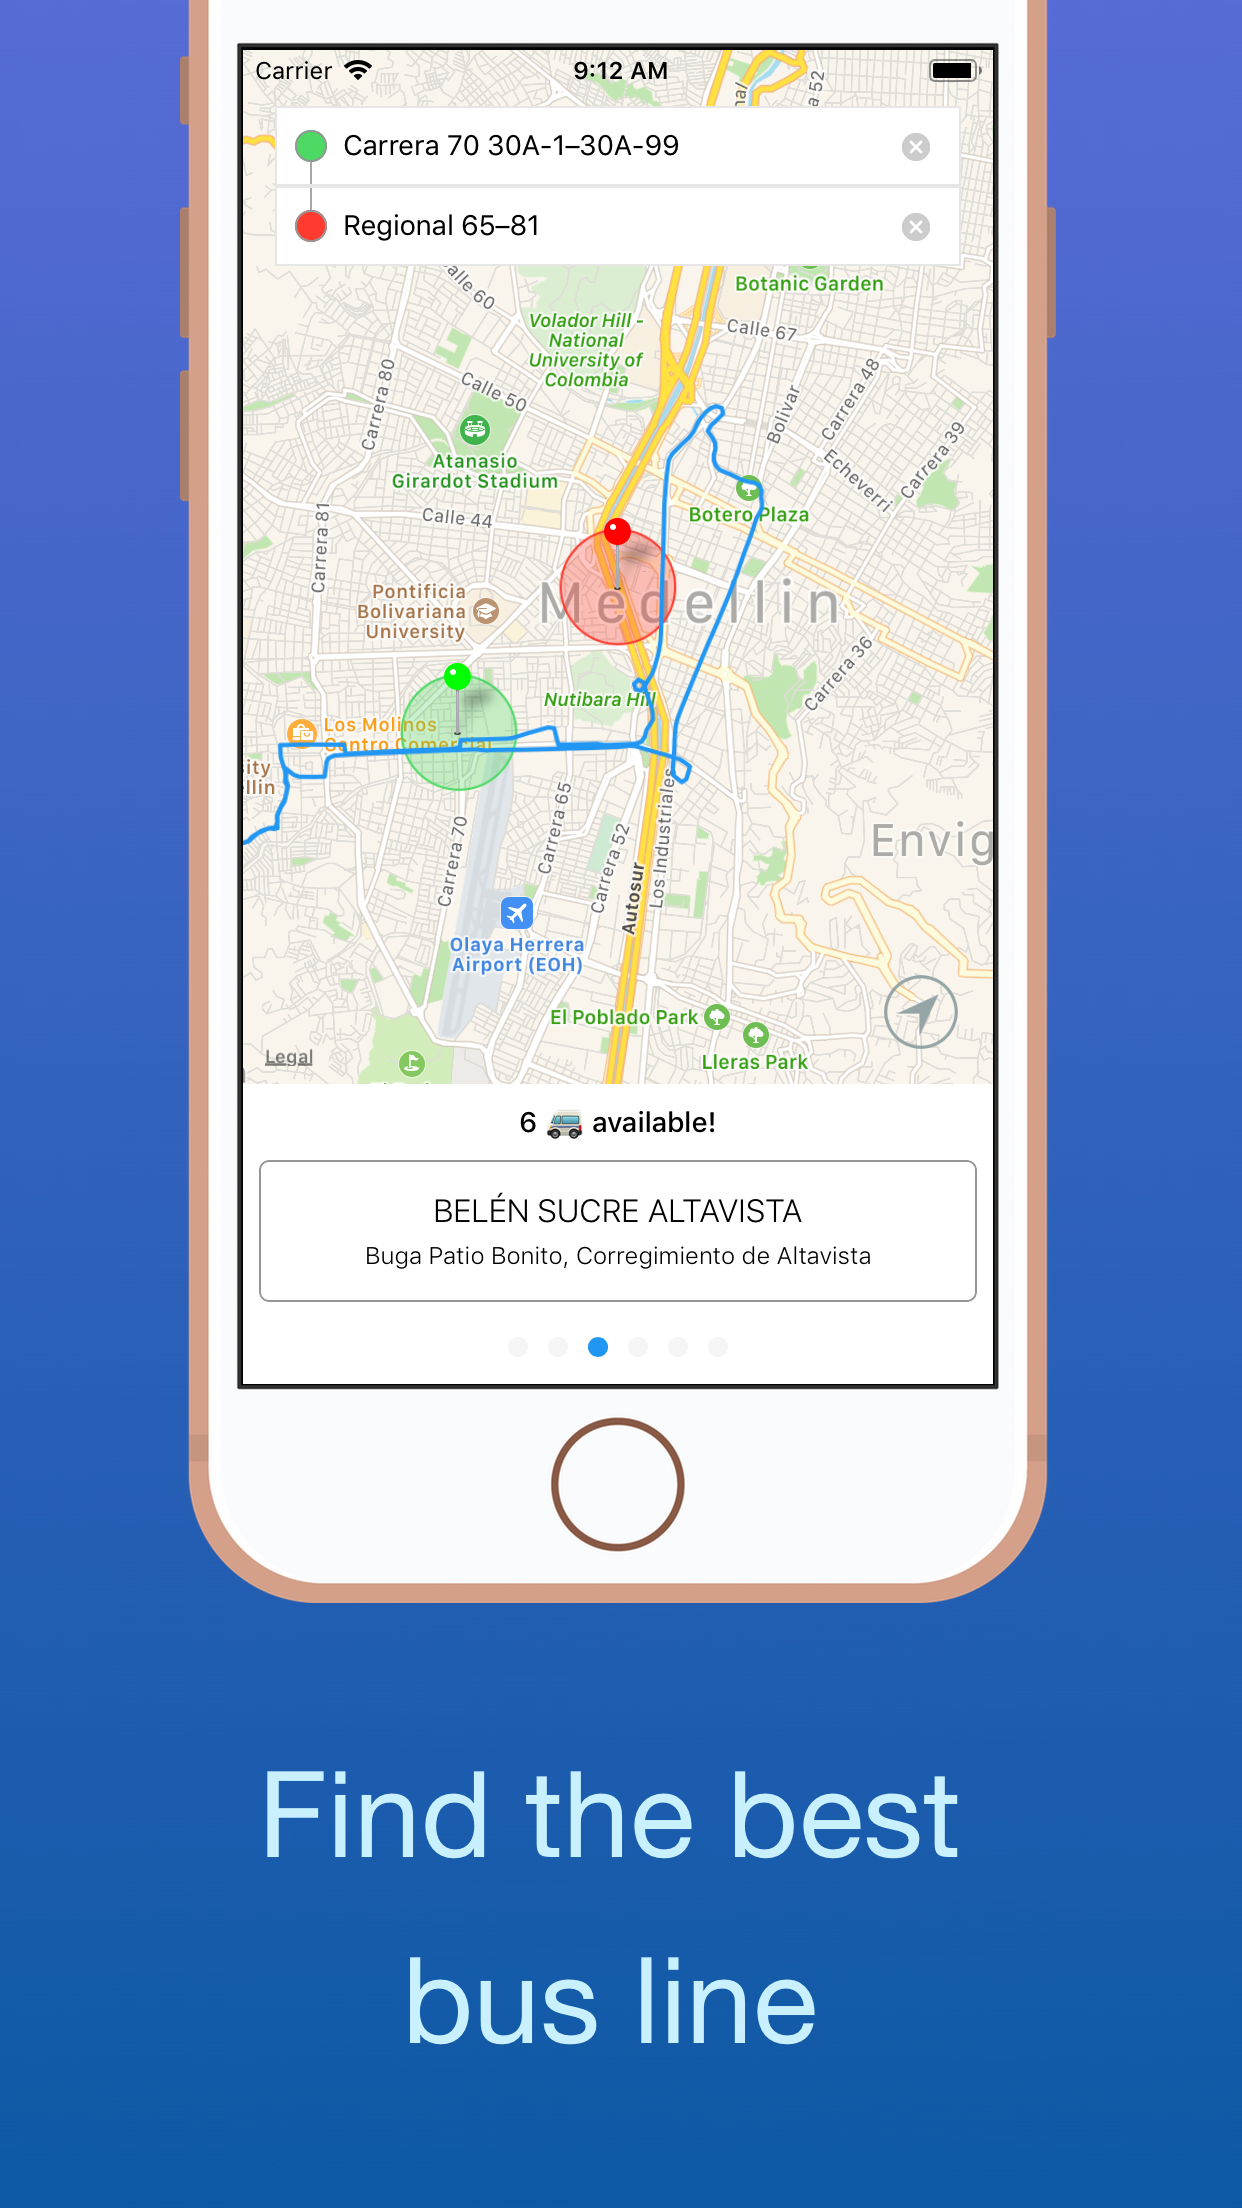 Carrier
9:12 AM
Carrera 70 30A-1–30A-99
Regional 65–81
a 52
Botanic Garden
Calle 60
Volador Hill -
National
University of
Colombia
Calle 67
Carrera 80
Calle 50
Bolivar
Carrera 48
Carrera 39
Echeverri
Atanasio
Girardot Stadium
Calle 44
Botero Plaza
Carrera 81
Pontificia
Bolivariana
University
Medellin
Carrera 36
Nutibara Hill
Los Molinos
Centro Comercial
ity
llin
Carrera 65
Carrera 70
Carrera 52
Autosur
Los Industriales
Envig
Olaya Herrera
Airport (EOH)
El Poblado Park
Lleras Park
Legal
6 🚐 available!
BELÉN SUCRE ALTAVISTA
Buga Patio Bonito, Corregimiento de Altavista
Find the best
bus line